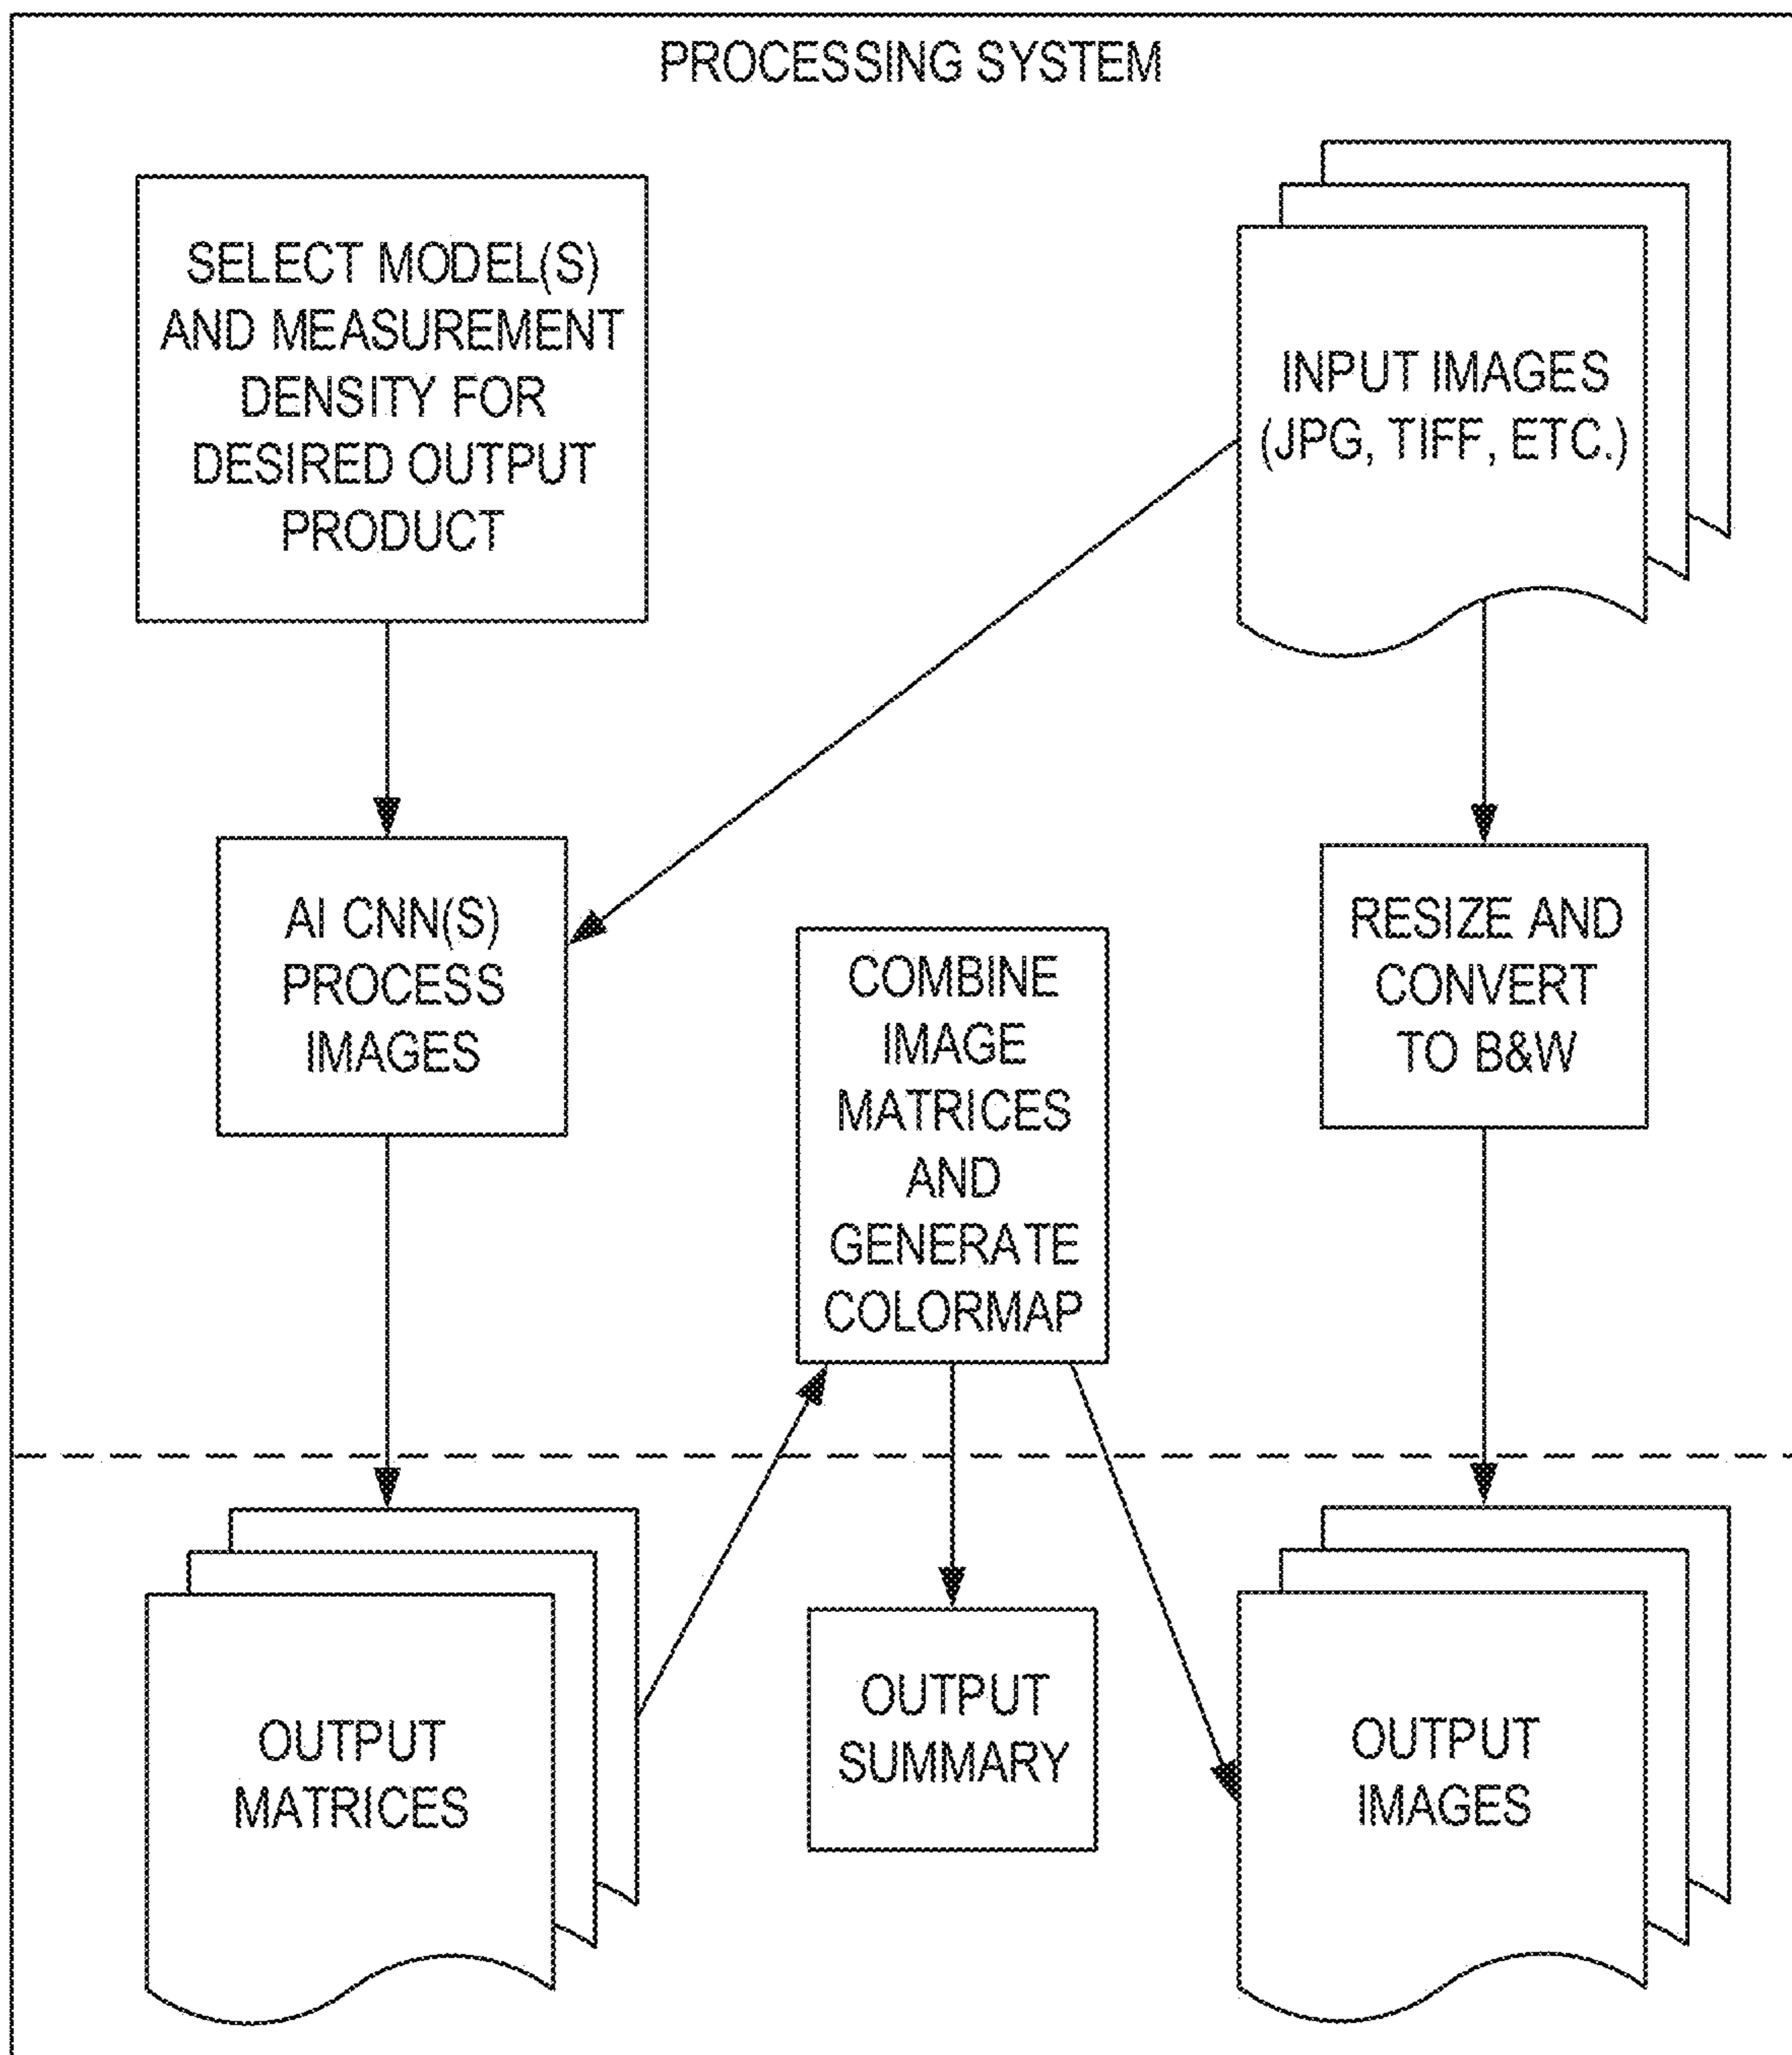 PROCESSING SYSTEM
SELECT MODEL(S)
AND MEASUREMENT
DENSITY FOR
DESIRED OUTPUT
PRODUCT
INPUT IMAGES
(JPG, TIFF, ETC.)
AI CNN(S)
PROCESS
IMAGES
COMBINE
IMAGE
MATRICES
AND
GENERATE
COLORMAP
RESIZE AND
CONVERT
TO B&W
OUTPUT
MATRICES
OUTPUT
SUMMARY
OUTPUT
IMAGES